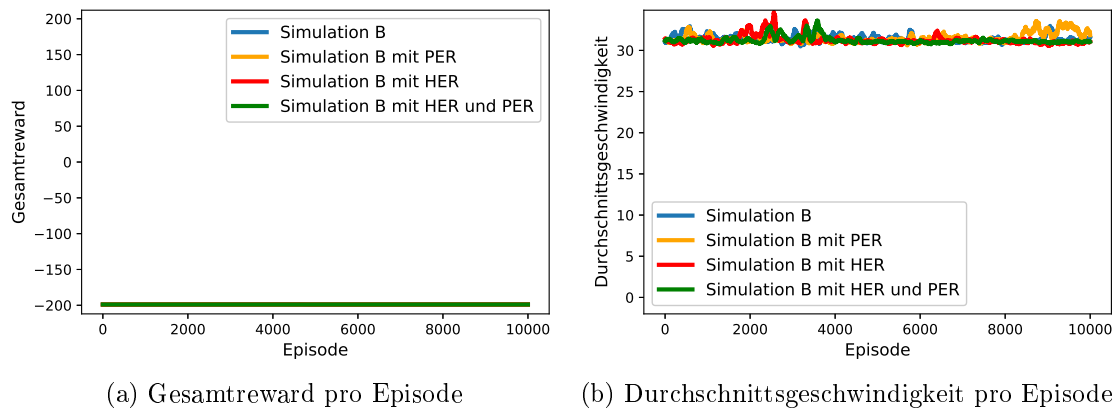 200
150
100
50
0
−50
−100
−150
−200
Gesamtreward
Simulation B
Simulation B mit PER
Simulation B mit HER
Simulation B mit HER und PER
0 2000 4000 6000 8000 10000
Episode
(a) Gesamtreward pro Episode
30
25
20
15
10
5
0
Durchschnittsgeschwindigkeit
Simulation B
Simulation B mit PER
Simulation B mit HER
Simulation B mit HER und PER
0 2000 4000 6000 8000 10000
Episode
(b) Durchschnittsgeschwindigkeit pro Episode